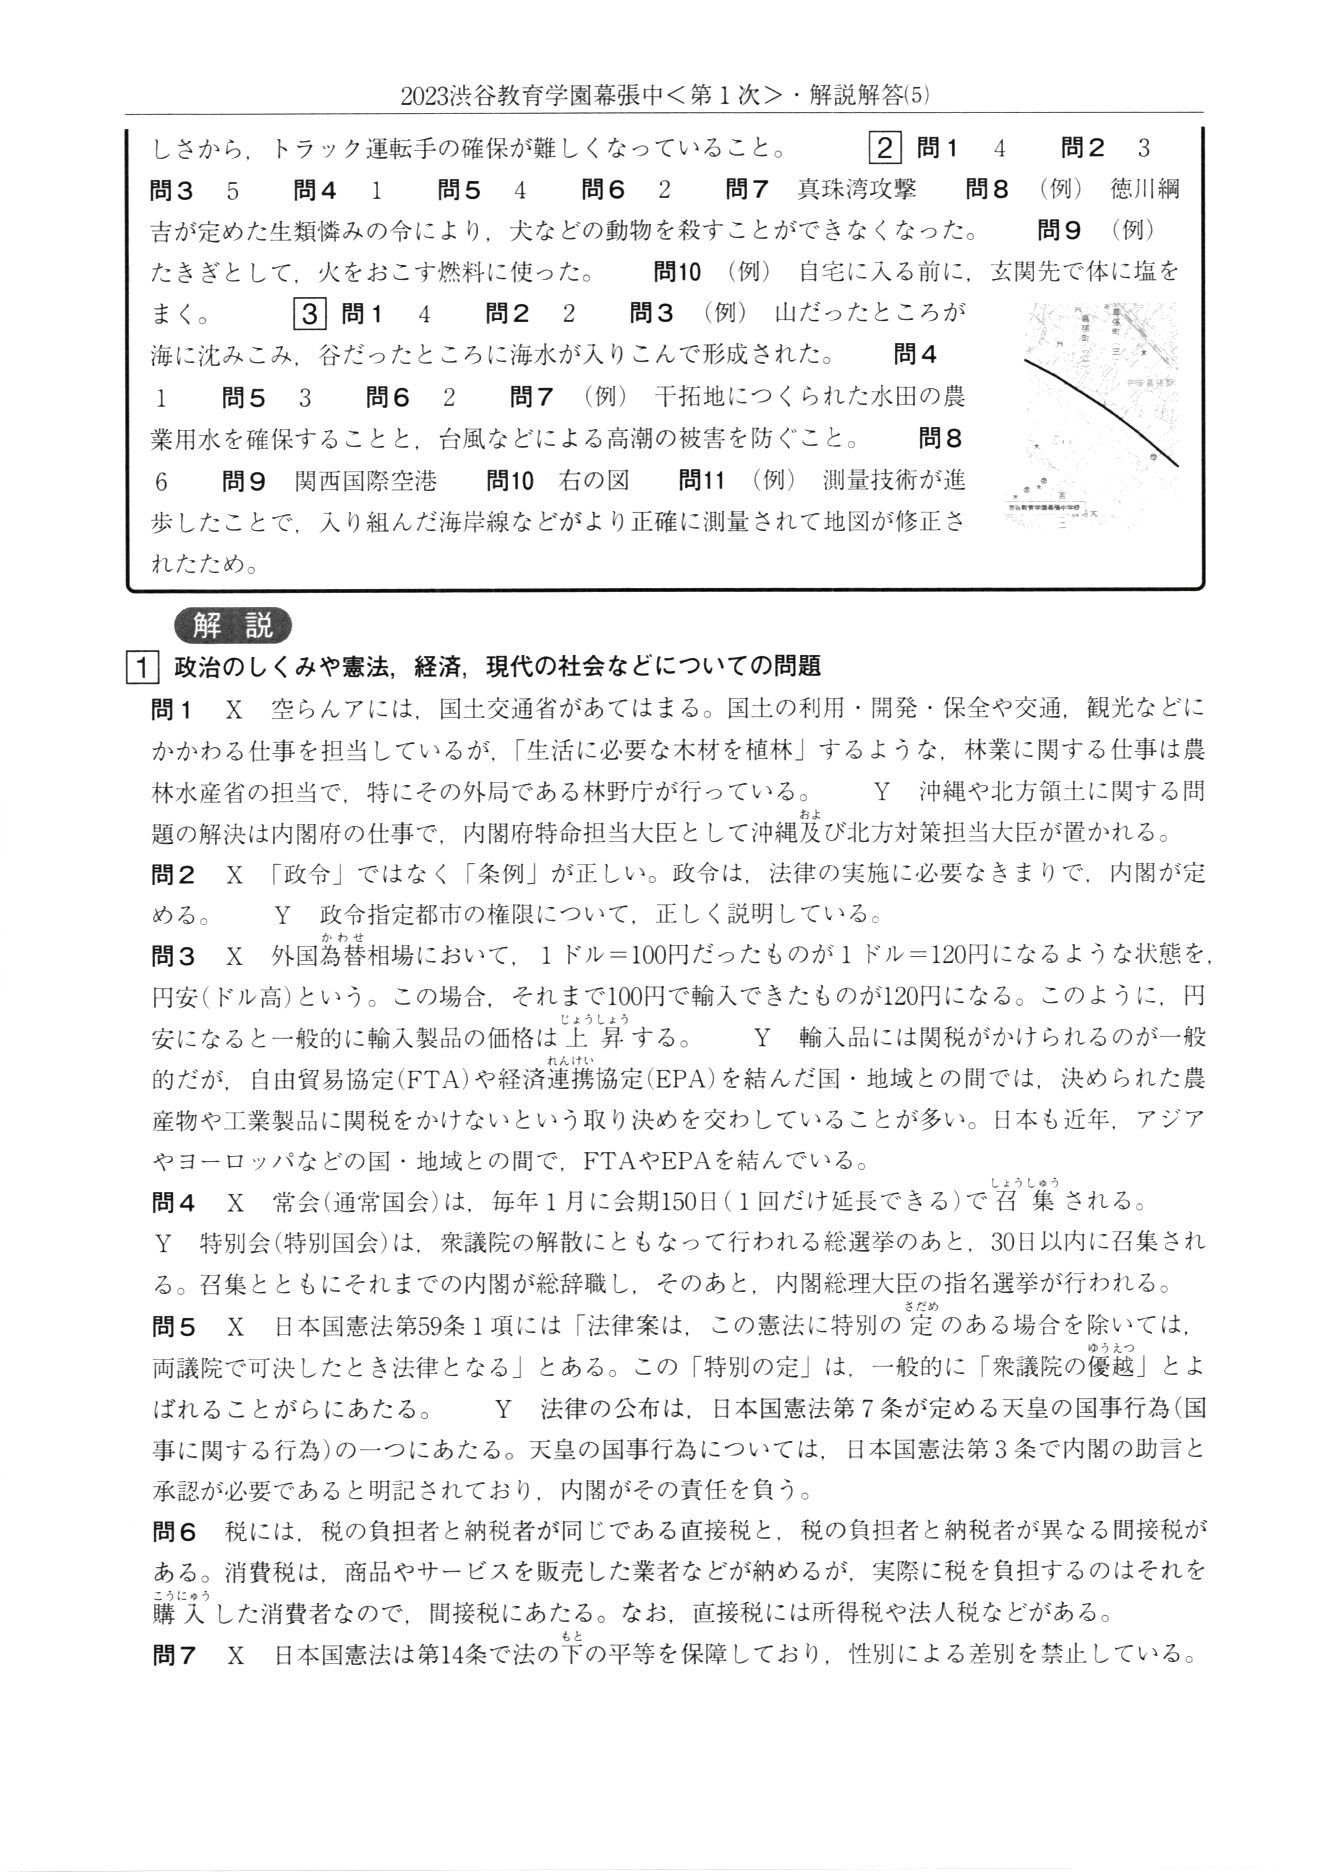 2023渋谷教育学園幕張中＜第１次＞・解説解答(5)
しさから，トラック運転手の確保が難しくなっていること。　2　問1　4　問2　3
問3　5　問4　1　問5　4　問6　2　問7　真珠湾攻撃　問8　（例）　徳川綱
吉が定めた生類憐みの令により，犬などの動物を殺すことができなくなった。　問9　（例）
たきぎとして，火をおこす燃料に使った。　問10　（例）　自宅に入る前に，玄関先で体に塩を
まく。　3　問1　4　問2　2　問3　（例）　山だったところが
海に沈みこみ，谷だったところに海水が入りこんで形成された。　問4
1　問5　3　問6　2　問7　（例）　干拓地につくられた水田の農
業用水を確保することと，台風などによる高潮の被害を防ぐこと。　問8
6　問9　関西国際空港　問10　右の図　問11　（例）　測量技術が進
歩したことで，入り組んだ海岸線などがより正確に測量されて地図が修正さ
れたため。
渋谷教育学園幕張中学校
解説
1　政治のしくみや憲法，経済，現代の社会などについての問題
問1　X　空らんアには，国土交通省があてはまる。国土の利用・開発・保全や交通，観光などに
かかわる仕事を担当しているが，「生活に必要な木材を植林」するような，林業に関する仕事は農
林水産省の担当で，特にその外局である林野庁が行っている。　Y　沖縄や北方領土に関する問
およ
題の解決は内閣府の仕事で，内閣府特命担当大臣として沖縄及び北方対策担当大臣が置かれる。
問2　X　「政令」ではなく「条例」が正しい。政令は，法律の実施に必要なきまりで，内閣が定
める。　Y　政令指定都市の権限について，正しく説明している。
かわせ
問3　X　外国為替相場において，１ドル＝100円だったものが１ドル＝120円になるような状態を，
円安(ドル高)という。この場合，それまで100円で輸入できたものが120円になる。このように，円
じょうしょう
安になると一般的に輸入製品の価格は上昇する。　Y　輸入品には関税がかけられるのが一般
れんけい
的だが，自由貿易協定(FTA)や経済連携協定(EPA)を結んだ国・地域との間では，決められた農
産物や工業製品に関税をかけないという取り決めを交わしていることが多い。日本も近年，アジア
やヨーロッパなどの国・地域との間で，FTAやEPAを結んでいる。
しょうしゅう
問4　X　常会(通常国会)は，毎年１月に会期150日(１回だけ延長できる)で召集される。
Y　特別会(特別国会)は，衆議院の解散にともなって行われる総選挙のあと，30日以内に召集され
る。召集とともにそれまでの内閣が総辞職し，そのあと，内閣総理大臣の指名選挙が行われる。
さだめ
問5　X　日本国憲法第59条１項には「法律案は，この憲法に特別の定のある場合を除いては，
ゆうえつ
両議院で可決したとき法律となる」とある。この「特別の定」は，一般的に「衆議院の優越」とよ
ばれることがらにあたる。　Y　法律の公布は，日本国憲法第７条が定める天皇の国事行為(国
事に関する行為)の一つにあたる。天皇の国事行為については，日本国憲法第３条で内閣の助言と
承認が必要であると明記されており，内閣がその責任を負う。
問6　税には，税の負担者と納税者が同じである直接税と，税の負担者と納税者が異なる間接税が
ある。消費税は，商品やサービスを販売した業者などが納めるが，実際に税を負担するのはそれを
こうにゅう
購入した消費者なので，間接税にあたる。なお，直接税には所得税や法人税などがある。
もと
問7　X　日本国憲法は第14条で法の下の平等を保障しており，性別による差別を禁止している。